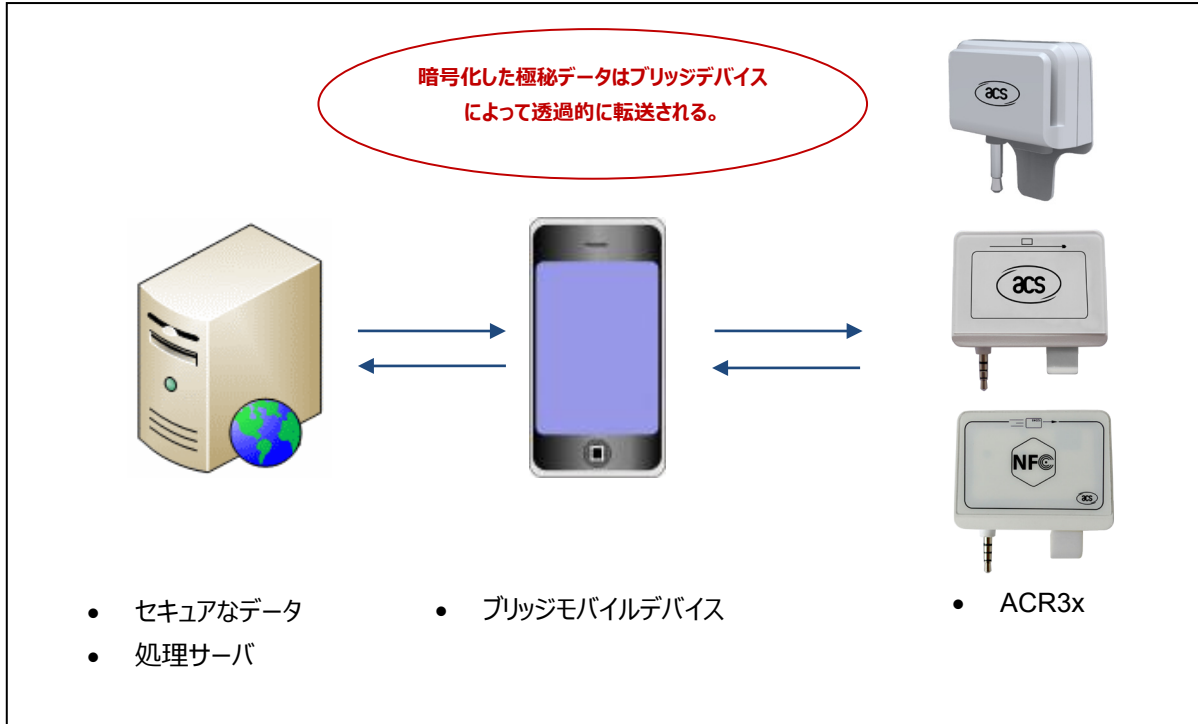 暗号化した極秘データはブリッジデバイス
によって透過的に転送される。
acs
acs
NFC
acs
• セキュアなデータ
• 処理サーバ
• ブリッジモバイルデバイス
• ACR3x